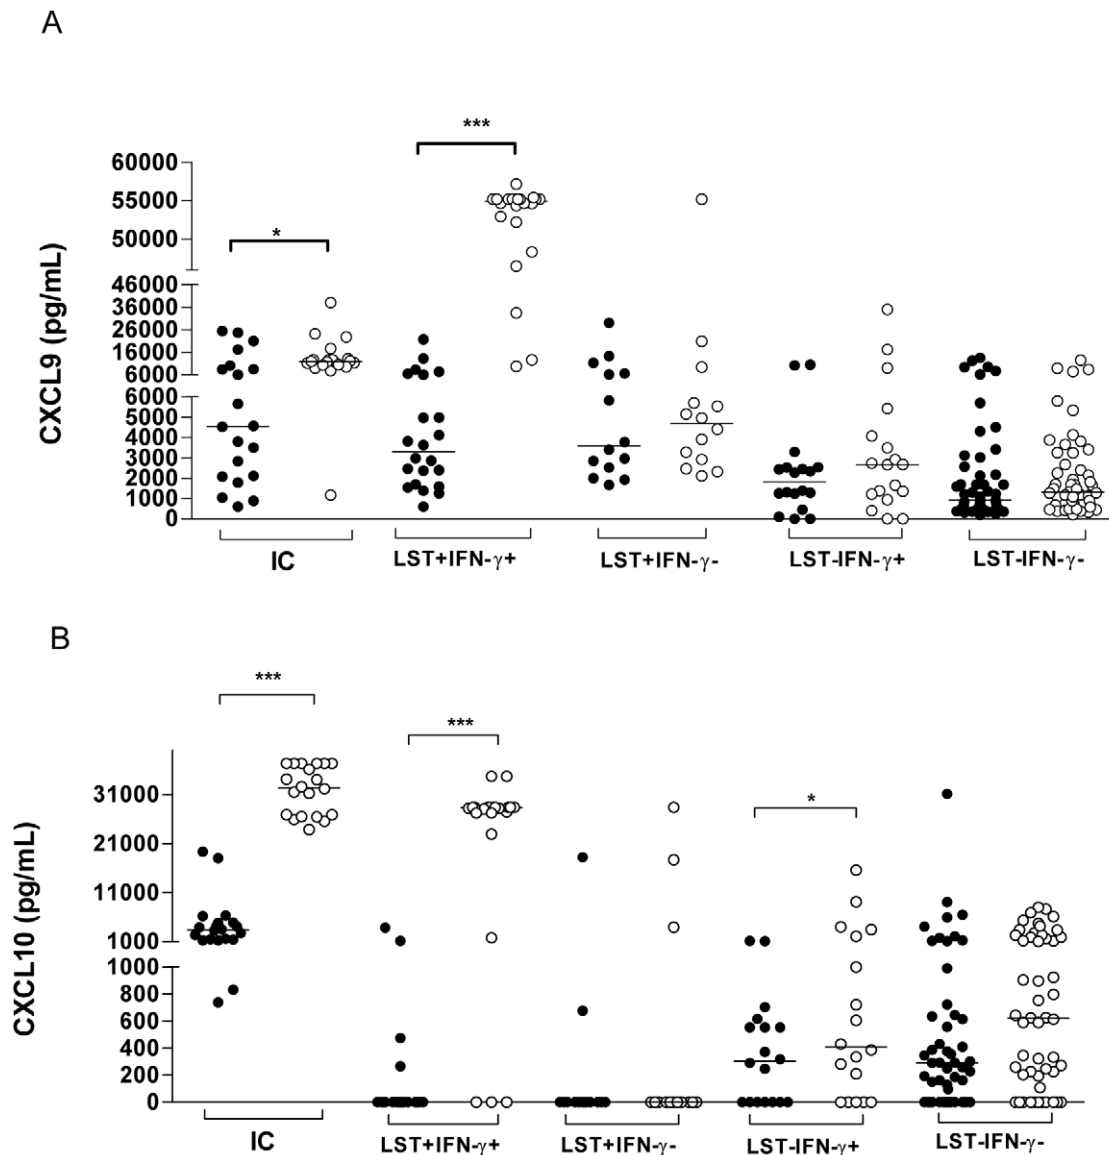 A
***
*
CXCL9 (pg/mL)
60000
55000
50000
46000
36000
26000
16000
6000
6000
5000
4000
3000
2000
1000
0
IC
LST+IFN-γ+
LST+IFN-γ-
LST-IFN-γ+
LST-IFN-γ-
B
***
***
*
CXCL10 (pg/mL)
31000
21000
11000
1000
1000
800
600
400
200
0
IC
LST+IFN-γ+
LST+IFN-γ-
LST-IFN-γ+
LST-IFN-γ-